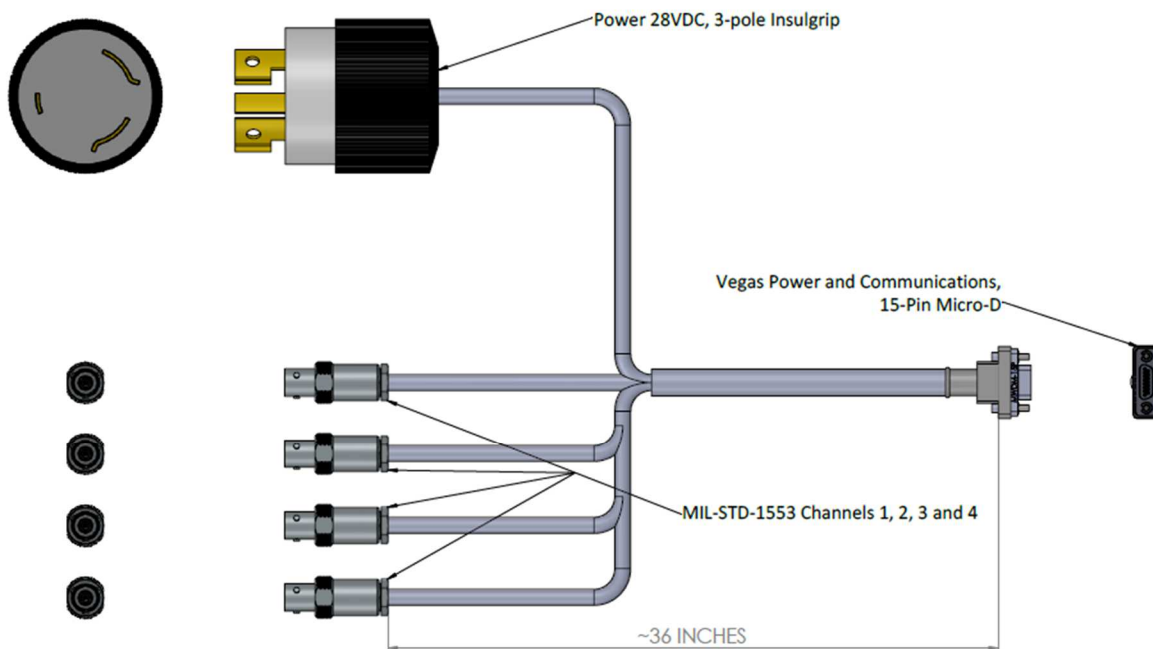 Power 28VDC, 3-pole Insulgrip
Vegas Power and Communications,
15-Pin Micro-D
MIL-STD-1553 Channels 1, 2, 3 and 4
~36 INCHES